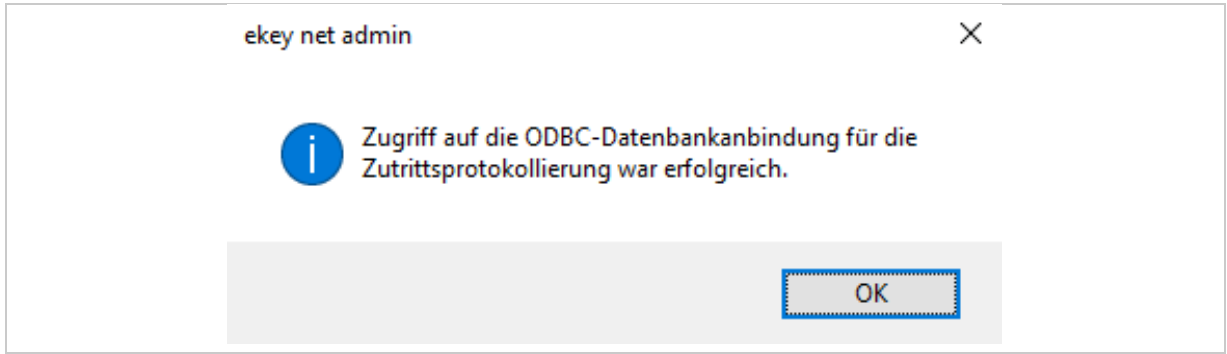 ekey net admin
Zugriff auf die ODBC-Datenbankanbindung für die
Zutrittsprotokollierung war erfolgreich.
OK